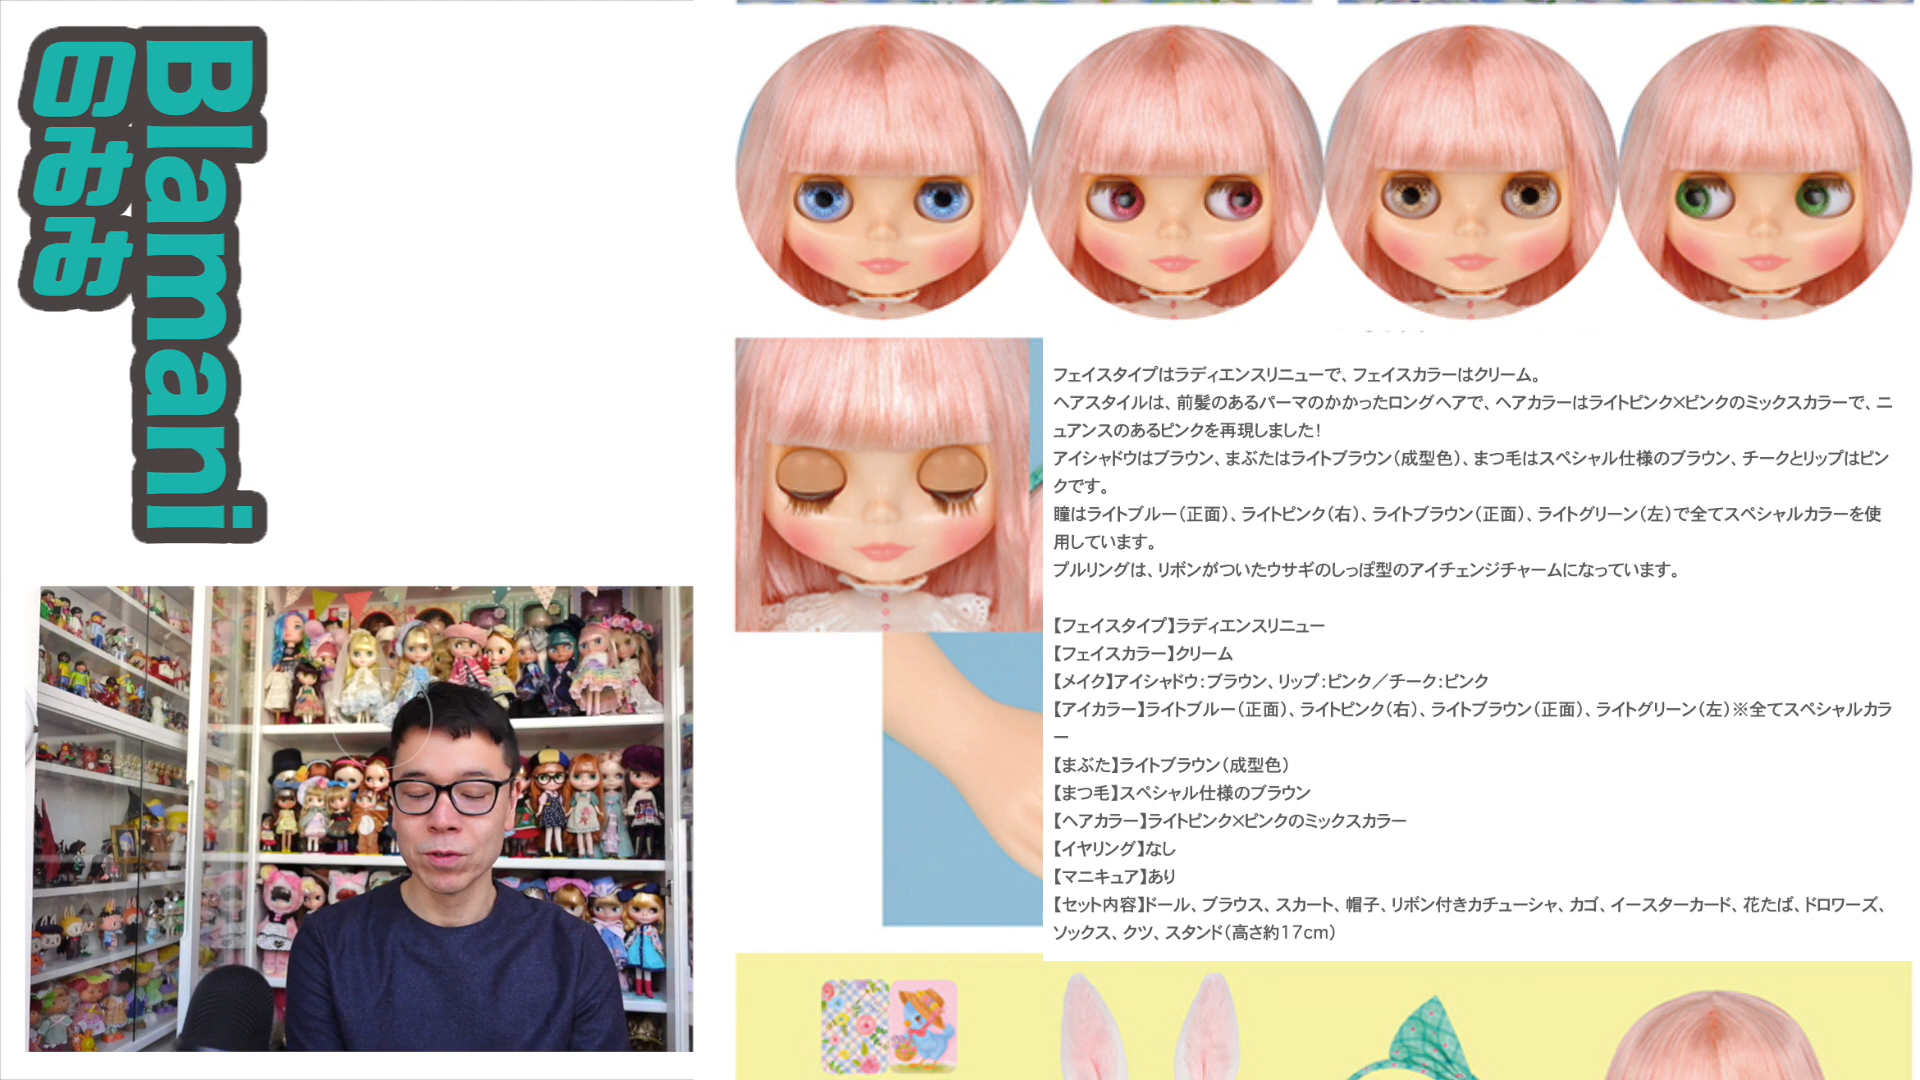 Blamani
のみみ
フェイスタイプはラディエンスリニューで、フェイスカラーはクリーム。
ヘアスタイルは、前髪のあるパーマのかかったロングヘアで、ヘアカラーはライトピンク×ピンクのミックスカラーで、ニ
ュアンスのあるピンクを再現しました!
アイシャドウはブラウン、まぶたはライトブラウン(成型色)、まつ毛はスペシャル仕様のブラウン、チークとリップはピン
クです。
瞳はライトブルー(正面)、ライトピンク(右)、ライトブラウン(正面)、ライトグリーン(左)で全てスペシャルカラーを使
用しています。
プルリングは、リボンがついたウサギのしっぽ型のアイチェンジチャームになっています。
【フェイスタイプ】ラディエンスリニュー
【フェイスカラー】クリーム
【メイク】アイシャドウ:ブラウン、リップ:ピンク/チーク:ピンク
【アイカラー】ライトブルー(正面)、ライトピンク(右)、ライトブラウン(正面)、ライトグリーン(左)※全てスペシャルカラ
ー
【まぶた】ライトブラウン(成型色)
【まつ毛】スペシャル仕様のブラウン
【ヘアカラー】ライトピンク×ピンクのミックスカラー
【イヤリング】なし
【マニキュア】あり
【セット内容】ドール、ブラウス、スカート、帽子、リボン付きカチューシャ、カゴ、イースターカード、花たば、ドロワーズ、
ソックス、クツ、スタンド(高さ約17cm)